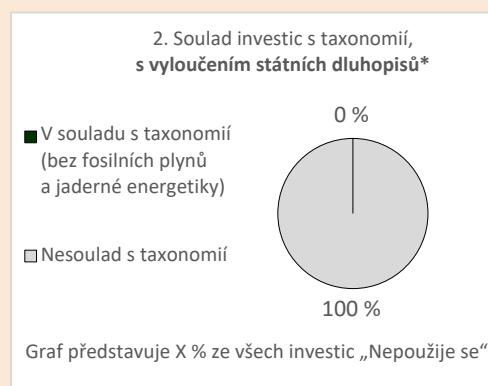 2. Soulad investic s taxonomií,
s vyloučením státních dluhopisů*
V souladu s taxonomií
(bez fosilních plynů
a jaderné energetiky)
Nesoulad s taxonomií
0 %
100 %
Graf představuje X % ze všech investic „Nepoužije se“